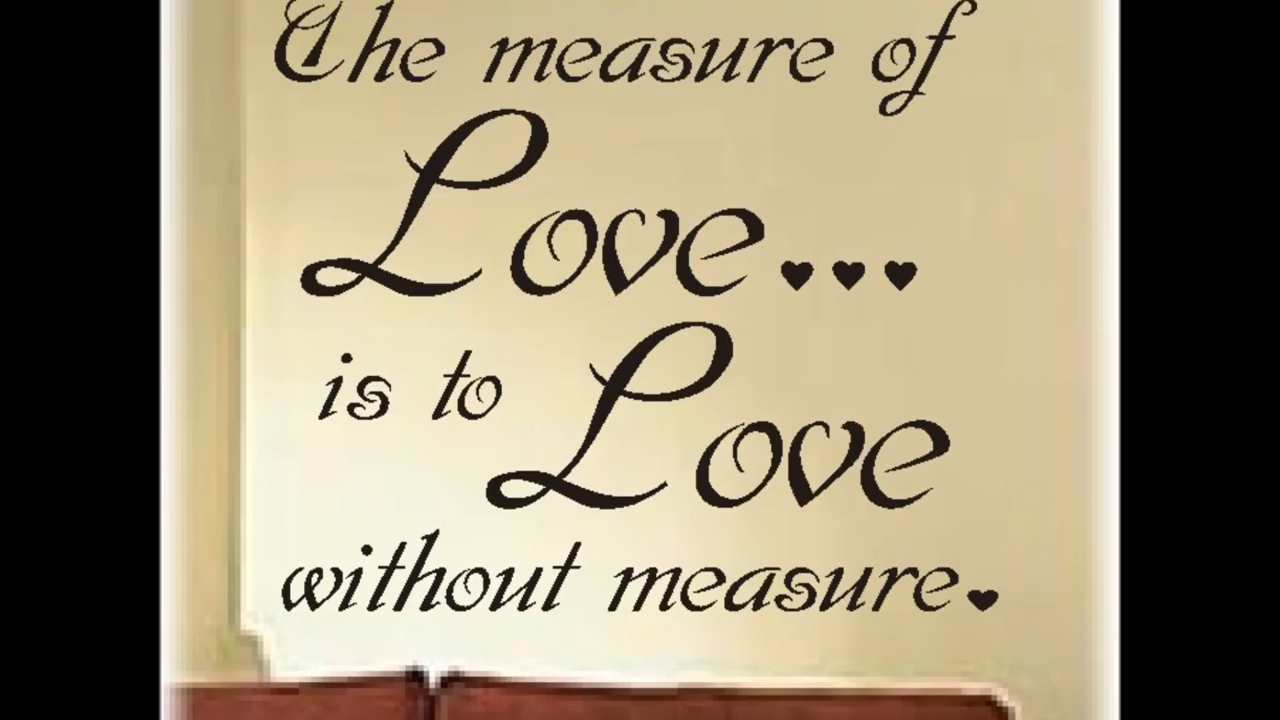 The measure of
Love♥♥♥
is to Love
without measure♥